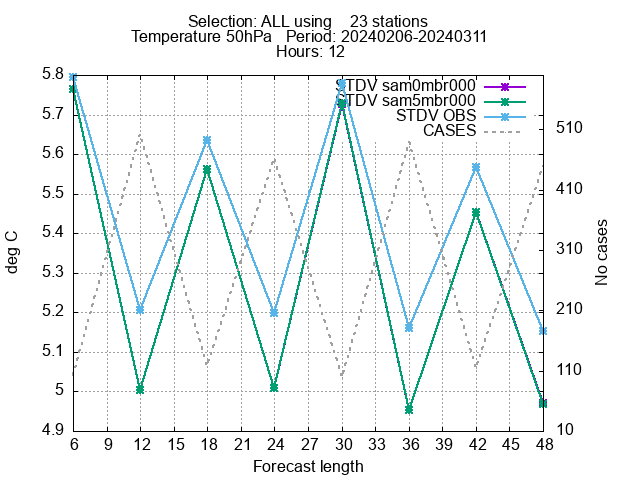 Selection: ALL using 23 stations
Temperature 50hPa Period: 20240206-20240311
Hours: 12
STDV sam0mbr000
STDV sam5mbr000
STDV OBS
CASES
5.8
5.7
5.6
5.5
5.4
5.3
5.2
5.1
5
4.9
deg C
510
410
310
210
110
10
No cases
6 9 12 15 18 21 24 27 30 33 36 39 42 45 48
Forecast length